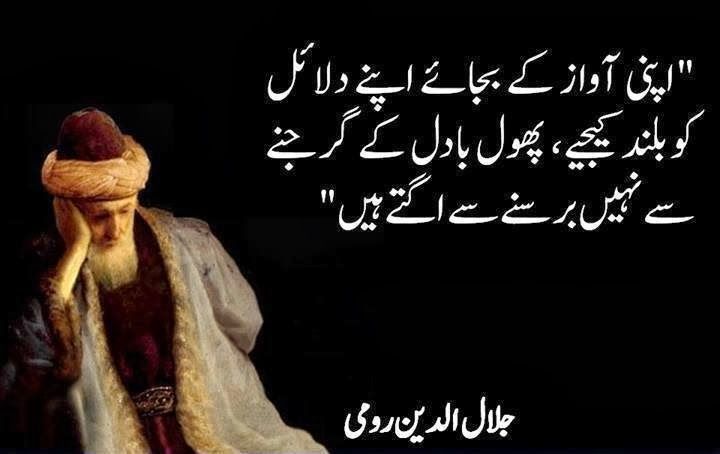 "اپنی آواز کے بجائے اپنے دلائل
کو بلند کیجیے، پھول بادل کے گرجنے
سے نہیں برسنے سے اگتے ہیں"
جلال الدین رومی